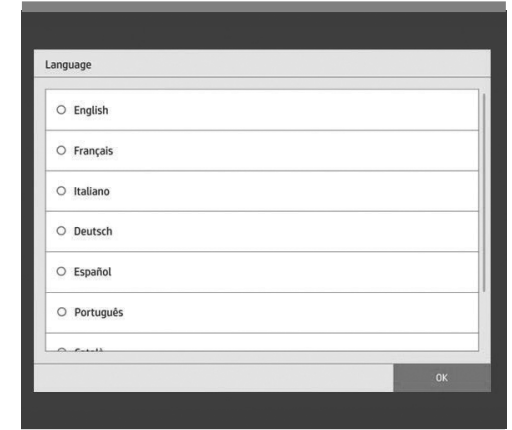 Language
English
Français
Italiano
Deutsch
Español
Português
OK